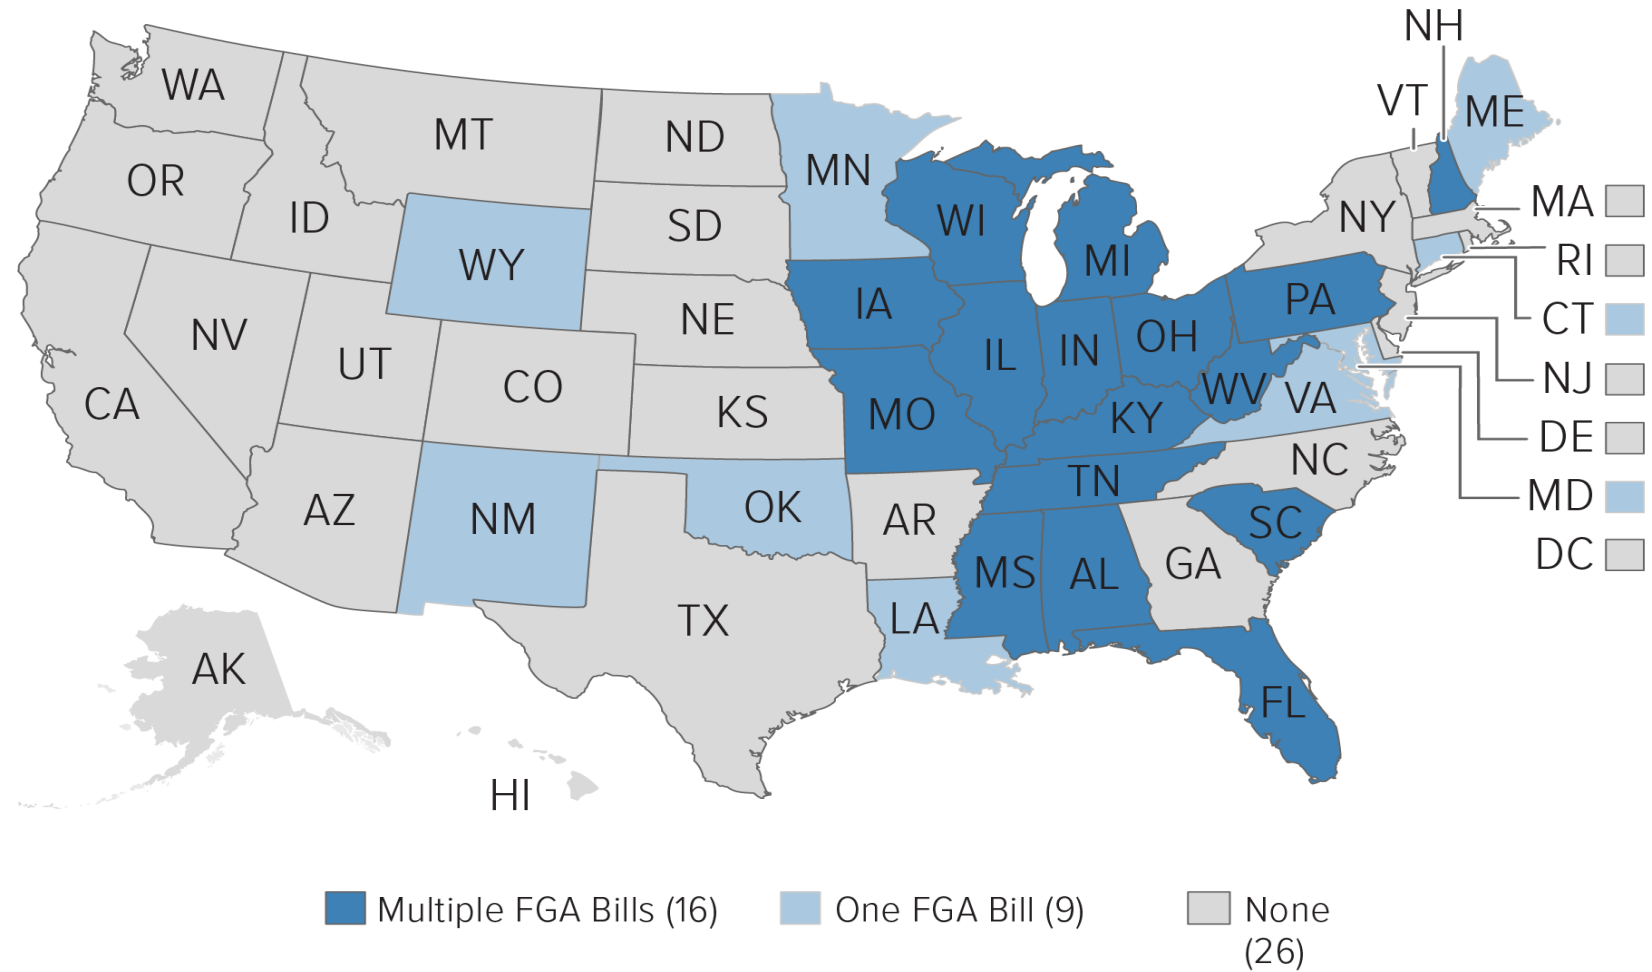 NH
WA
VT
ME
MT
ND
MN
OR
MA
ID
SD
WI
NY
RI
WY
MI
IA
PA
CT
NE
NV
OH
UT
IL
IN
NJ
CO
WV
VA
CA
KS
MO
KY
DE
NC
TN
MD
AZ
NM
OK
AR
SC
DC
MS
AL
GA
TX
LA
AK
FL
HI
Multiple FGA Bills (16)
One FGA Bill (9)
None
(26)